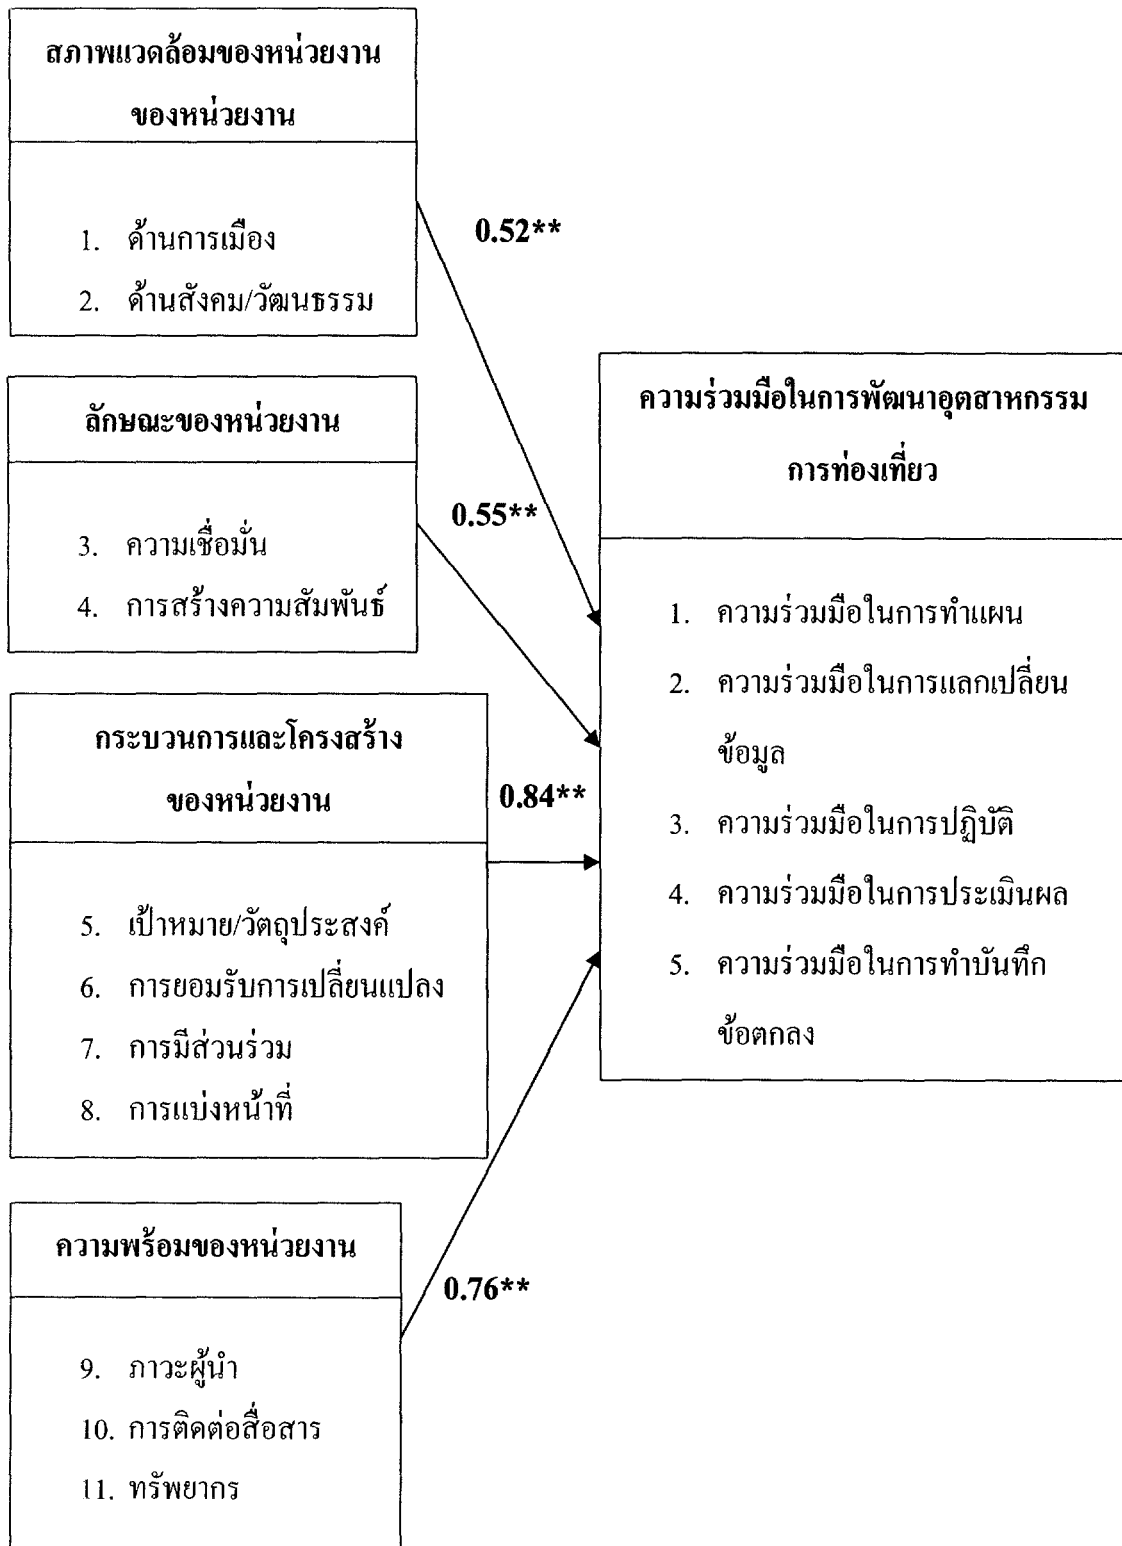 สภาพแวดล้อมของหน่วยงาน
ของหน่วยงาน
1. ด้านการเมือง
2. ด้านสังคม/วัฒนธรรม
0.52**
ลักษณะของหน่วยงาน
3. ความเชื่อมั่น
4. การสร้างความสัมพันธ์
0.55**
กระบวนการและโครงสร้าง
ของหน่วยงาน
5. เป้าหมาย/วัตถุประสงค์
6. การยอมรับการเปลี่ยนแปลง
7. การมีส่วนร่วม
8. การแบ่งหน้าที่
0.84**
ความพร้อมของหน่วยงาน
9. ภาวะผู้นำ
10. การติดต่อสื่อสาร
11. ทรัพยากร
0.76**
ความร่วมมือในการพัฒนาอุตสาหกรรม
การท่องเที่ยว
1. ความร่วมมือในการทำแผน
2. ความร่วมมือในการแลกเปลี่ยน
ข้อมูล
3. ความร่วมมือในการปฏิบัติ
4. ความร่วมมือในการประเมินผล
5. ความร่วมมือในการทำบันทึก
ข้อตกลง